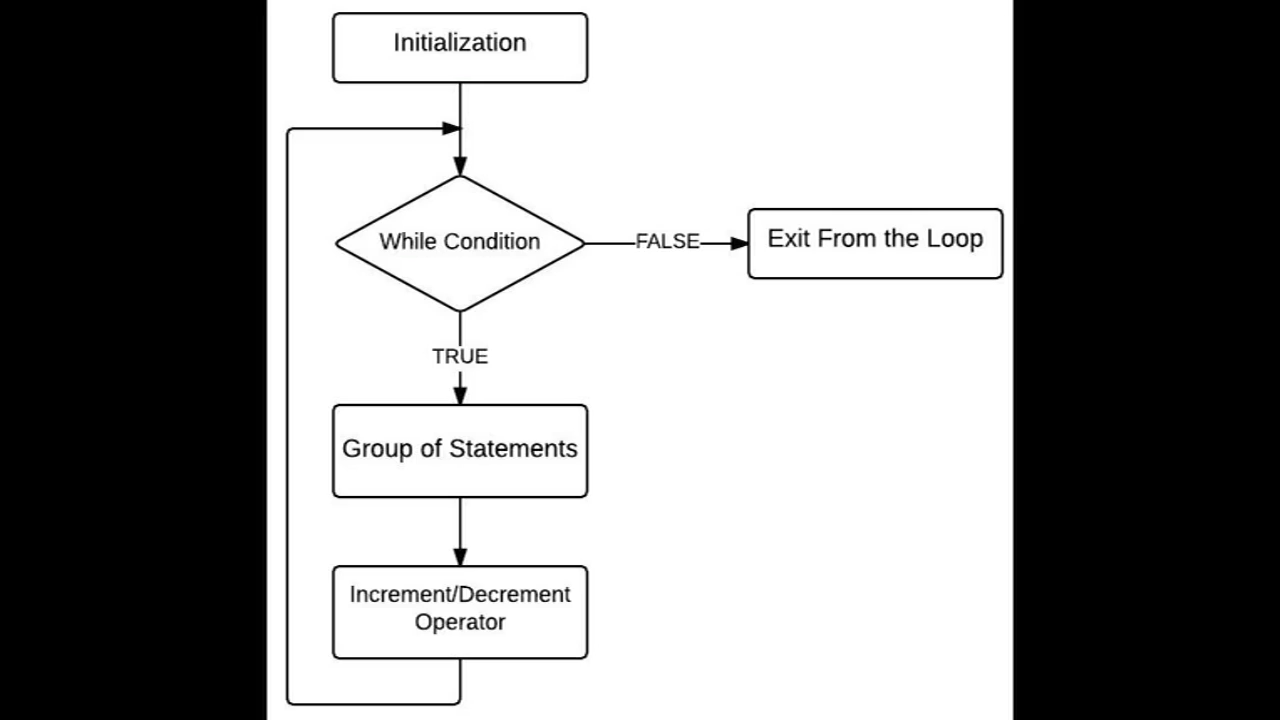 Initialization
While Condition
FALSE
Exit From the Loop
TRUE
Group of Statements
Increment/Decrement
Operator